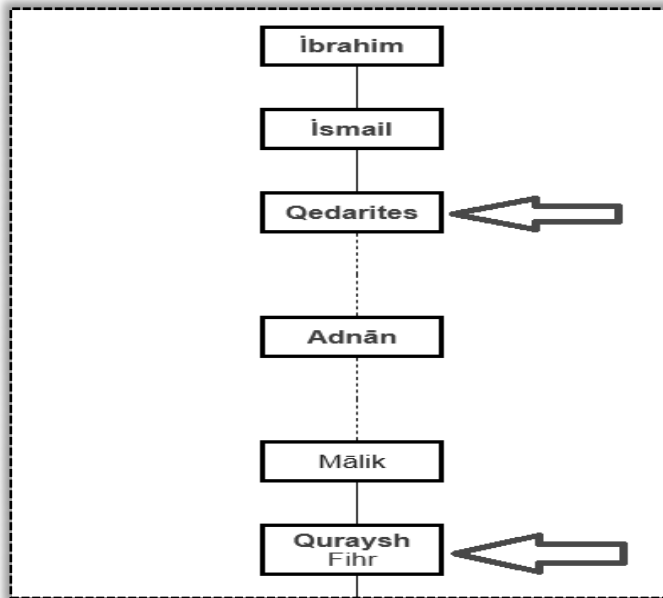 İbrahim
İsmail
Qedarites
Adnān
Mālik
Quraysh
Fihr